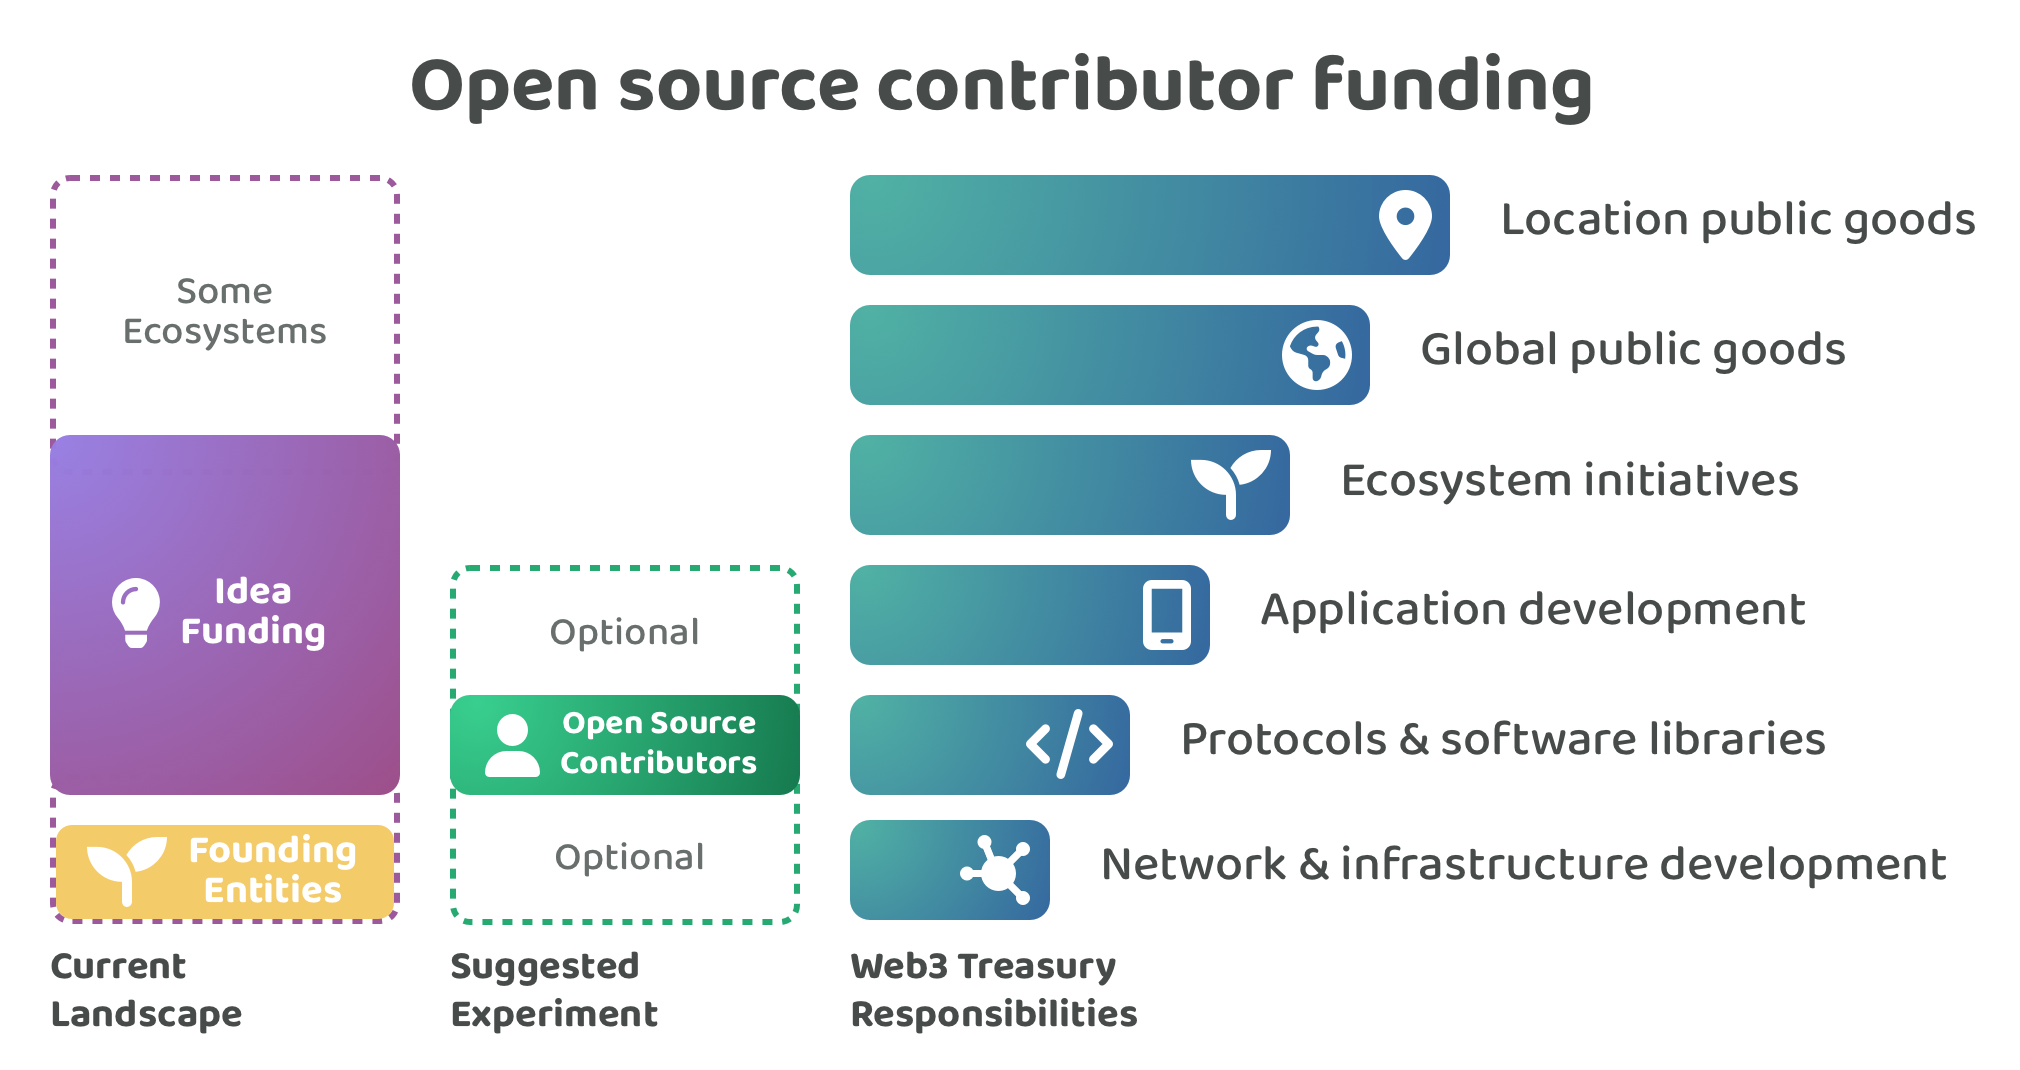 Open source contributor funding
Some
Ecosystems
Idea
Funding
Founding
Entities
Current
Landscape
Optional
Open Source
Contributors
Optional
Suggested
Experiment
Location public goods
Global public goods
Ecosystem initiatives
Application development
Protocols & software libraries
Network & infrastructure development
Web3 Treasury
Responsibilities